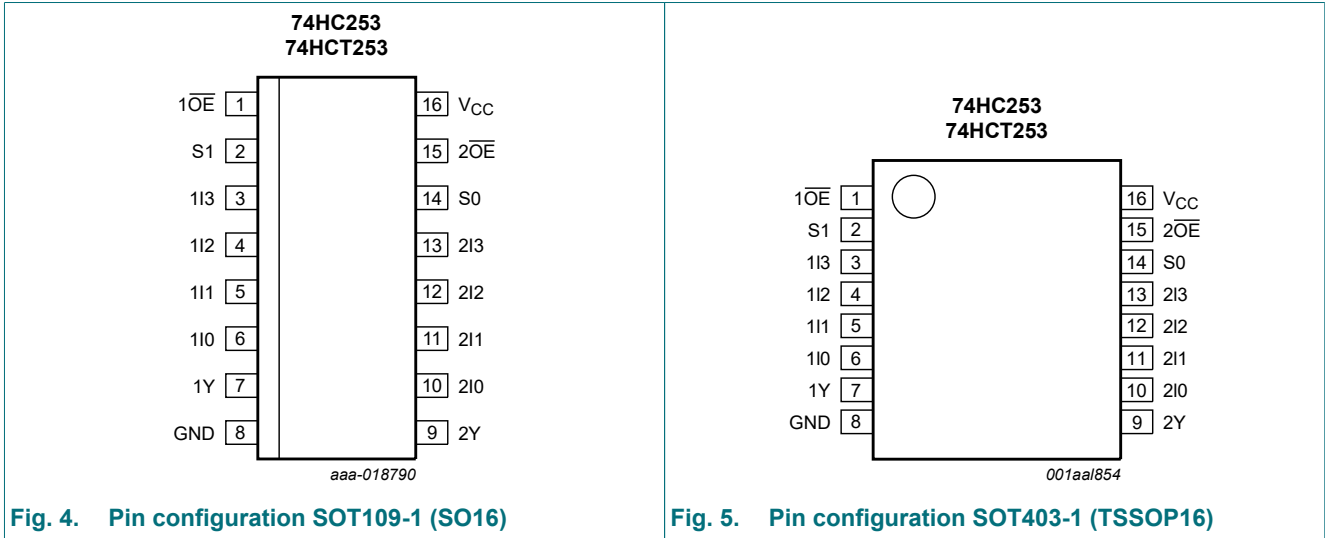 74HC253
74HCT253
1O̅E̅ 1
16 VCC
S1 2
15 2O̅E̅
1I3 3
14 S0
1I2 4
13 2I3
1I1 5
12 2I2
1I0 6
11 2I1
1Y 7
10 2I0
GND 8
9 2Y
aaa-018790
Fig. 4. Pin configuration SOT109-1 (SO16)
74HC253
74HCT253
1O̅E̅ 1
16 VCC
S1 2
15 2O̅E̅
1I3 3
14 S0
1I2 4
13 2I3
1I1 5
12 2I2
1I0 6
11 2I1
1Y 7
10 2I0
GND 8
9 2Y
001aal854
Fig. 5. Pin configuration SOT403-1 (TSSOP16)